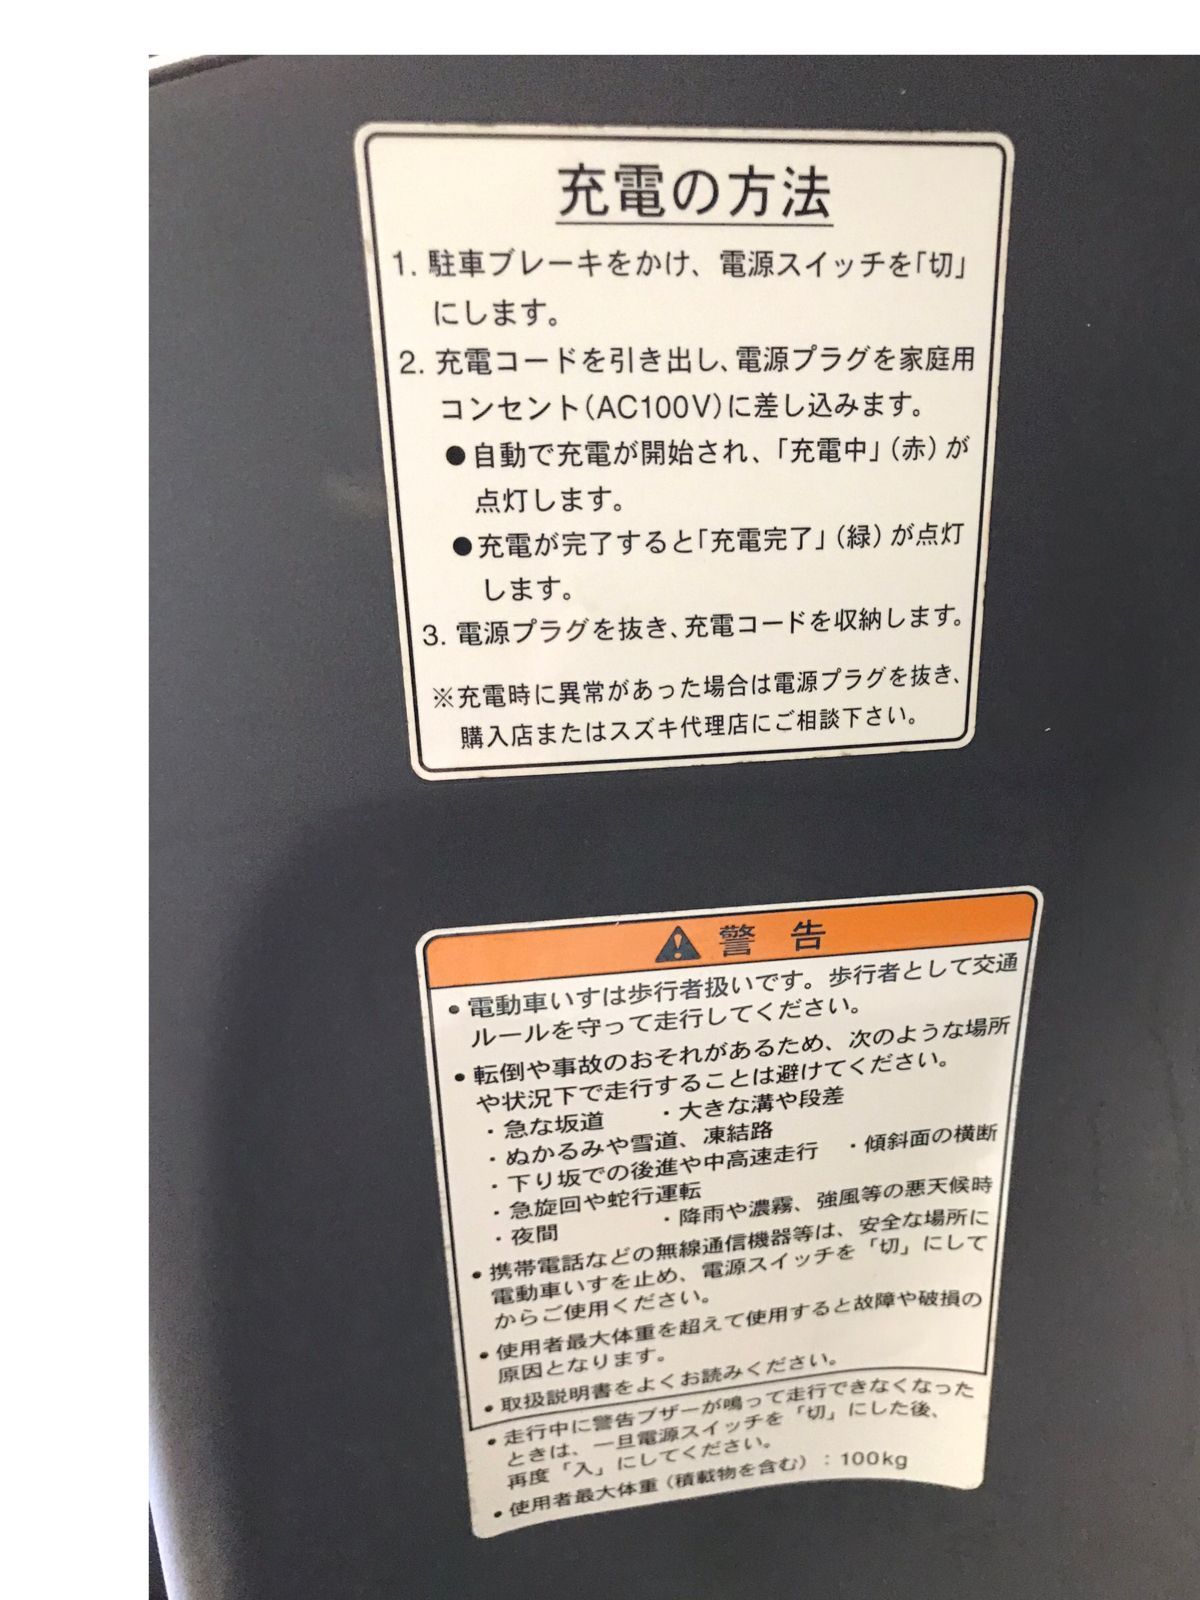 充電の方法
1. 駐車ブレーキをかけ、電源スイッチを「切」
にします。
2. 充電コードを引き出し、電源プラグを家庭用
コンセント(AC100V)に差し込みます。
●自動で充電が開始され、「充電中」(赤)が
点灯します。
●充電が完了すると「充電完了」(緑)が点灯
します。
3. 電源プラグを抜き、充電コードを収納します。
※充電時に異常があった場合は電源プラグを抜き、
購入店またはスズキ代理店にご相談下さい。
⚠ 警 告
・電動車いすは歩行者扱いです。歩行者として交通
ルールを守って走行してください。
・転倒や事故のおそれがあるため、次のような場所
や状況下で走行することは避けてください。
・急な坂道 ・大きな溝や段差
・ぬかるみや雪道、凍結路
・下り坂での後進や中高速走行 ・傾斜面の横断
・急旋回や蛇行運転
・夜間 ・降雨や濃霧、強風等の悪天候時
・携帯電話などの無線通信機器等は、安全な場所に
電動車いすを止め、電源スイッチを「切」にして
からご使用ください。
・使用者最大体重を超えて使用すると故障や破損の
原因となります。
・取扱説明書をよくお読みください。
・走行中に警告ブザーが鳴って走行できなくなった
ときは、一旦電源スイッチを「切」にした後、
再度「入」にしてください。
・使用者最大体重(積載物を含む):100kg